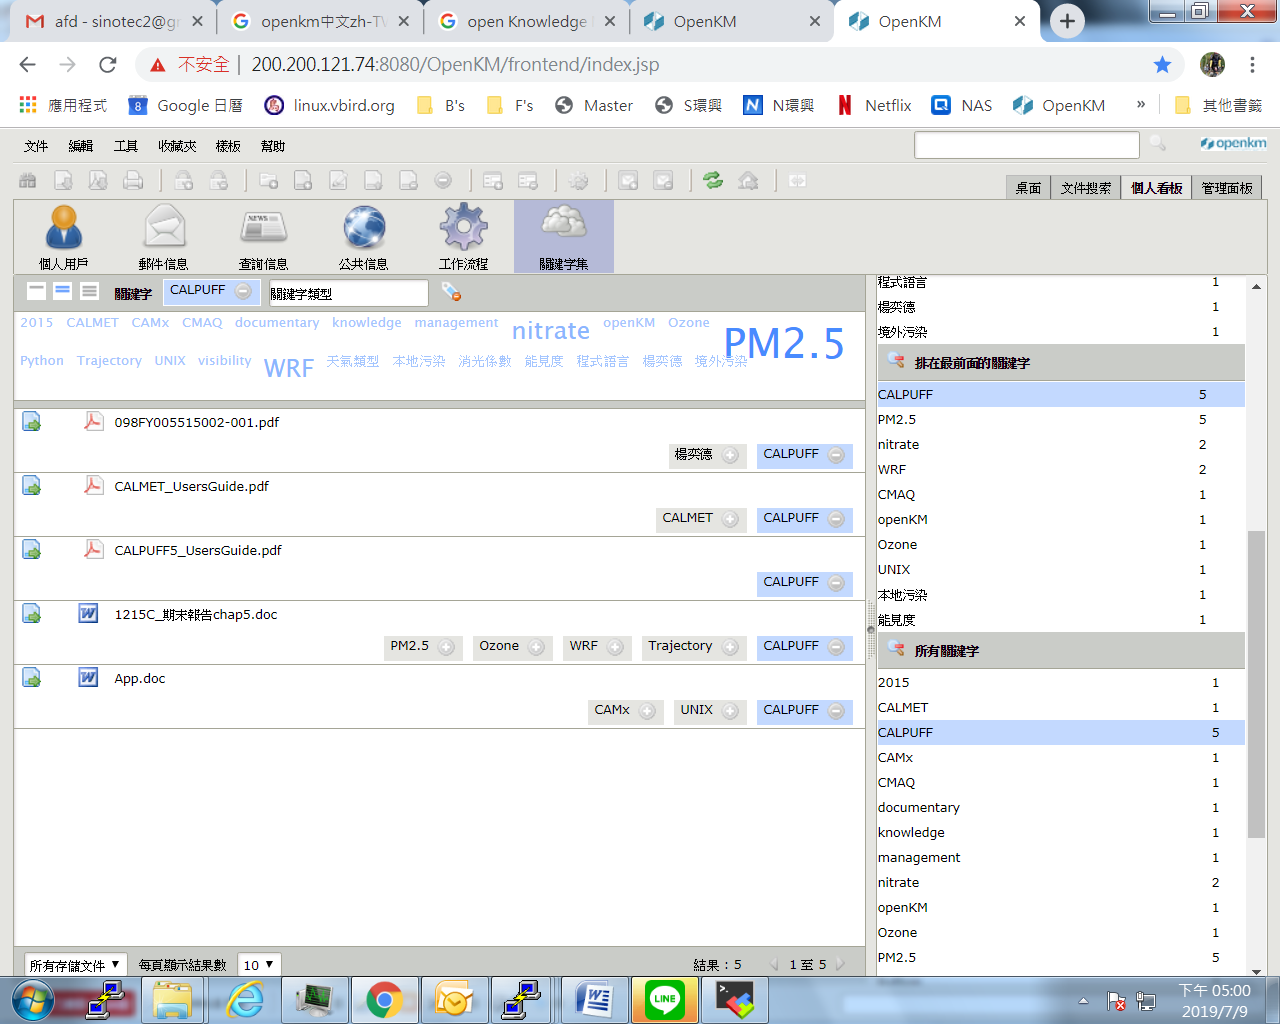 afd - sinotec2@gr
openkm中文zh-TW
open Knowledge
OpenKM
OpenKM
不安全 | 200.200.121.74:8080/OpenKM/frontend/index.jsp
應用程式
Google 日曆
linux.vbird.org
B's
F's
Master
S環興
N環興
Netflix
NAS
OpenKM
»
其他書籤
文件 編輯 工具 收藏夾 樣板 幫助
openkm
桌面 文件搜索 個人看板 管理面板
個人用戶 郵件信息 查詢信息 公共信息 工作流程 關鍵字集
關鍵字 CALPUFF 關鍵字類型
2015 CALMET CAMx CMAQ documentary knowledge management nitrate openKM Ozone PM2.5
Python Trajectory UNIX visibility WRF 天氣類型 本地污染 消光係數 能見度 程式語言 楊奕德 境外污染
098FY005515002-001.pdf
楊奕德 CALPUFF
CALMET_UsersGuide.pdf
CALMET CALPUFF
CALPUFF5_UsersGuide.pdf
CALPUFF
1215C_期末報告chap5.doc
PM2.5 Ozone WRF Trajectory CALPUFF
App.doc
CAMx UNIX CALPUFF
所有存儲文件 ▼ 每頁顯示結果數 10 ▼ 結果：5 1 至 5
程式語言 1
楊奕德 1
境外污染 1
排在最前面的關鍵字
CALPUFF 5
PM2.5 5
nitrate 2
WRF 2
CMAQ 1
openKM 1
Ozone 1
UNIX 1
本地污染 1
能見度 1
所有關鍵字
2015 1
CALMET 1
CALPUFF 5
CAMx 1
CMAQ 1
documentary 1
knowledge 1
management 1
nitrate 2
openKM 1
Ozone 1
PM2.5 5
LINE
下午 05:00
2019/7/9